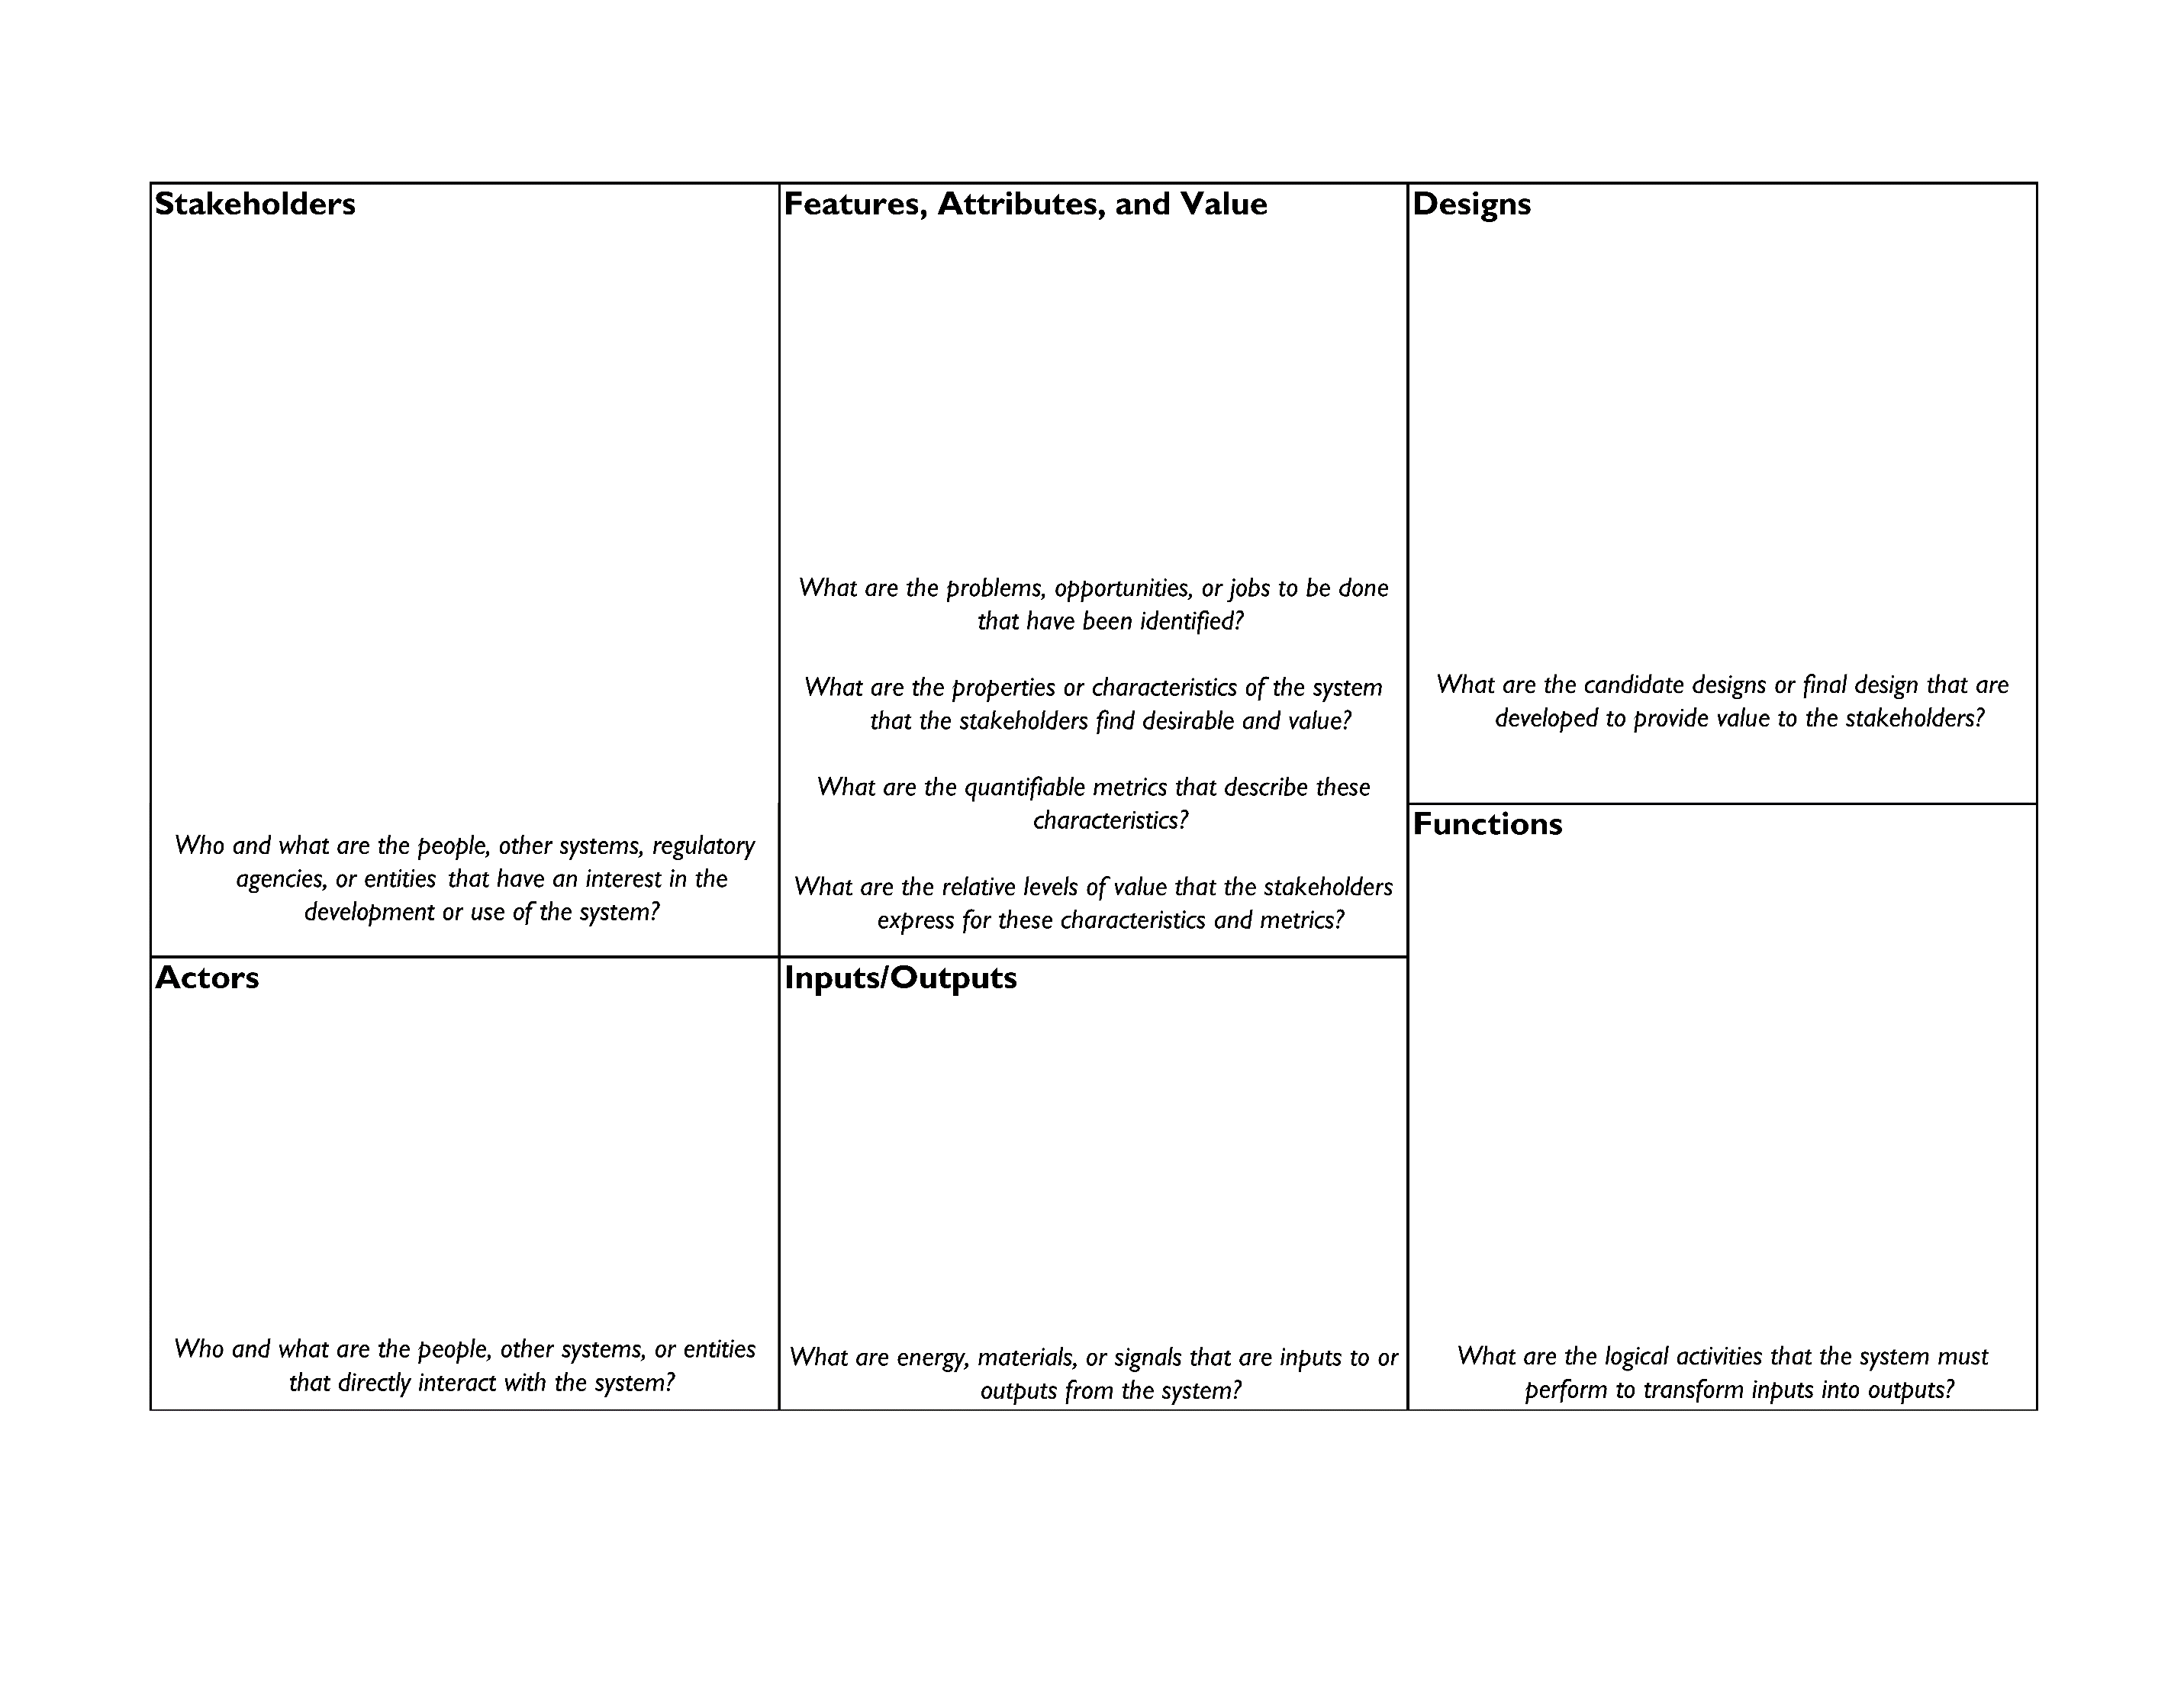 Stakeholders
Who and what are the people, other systems, regulatory
agencies, or entities that have an interest in the
development or use of the system?
Features, Attributes, and Value
What are the problems, opportunities, or jobs to be done
that have been identified?
What are the properties or characteristics of the system
that the stakeholders find desirable and value?
What are the quantifiable metrics that describe these
characteristics?
What are the relative levels of value that the stakeholders
express for these characteristics and metrics?
Designs
What are the candidate designs or final design that are
developed to provide value to the stakeholders?
Actors
Who and what are the people, other systems, or entities
that directly interact with the system?
Inputs/Outputs
What are energy, materials, or signals that are inputs to or
outputs from the system?
Functions
What are the logical activities that the system must
perform to transform inputs into outputs?